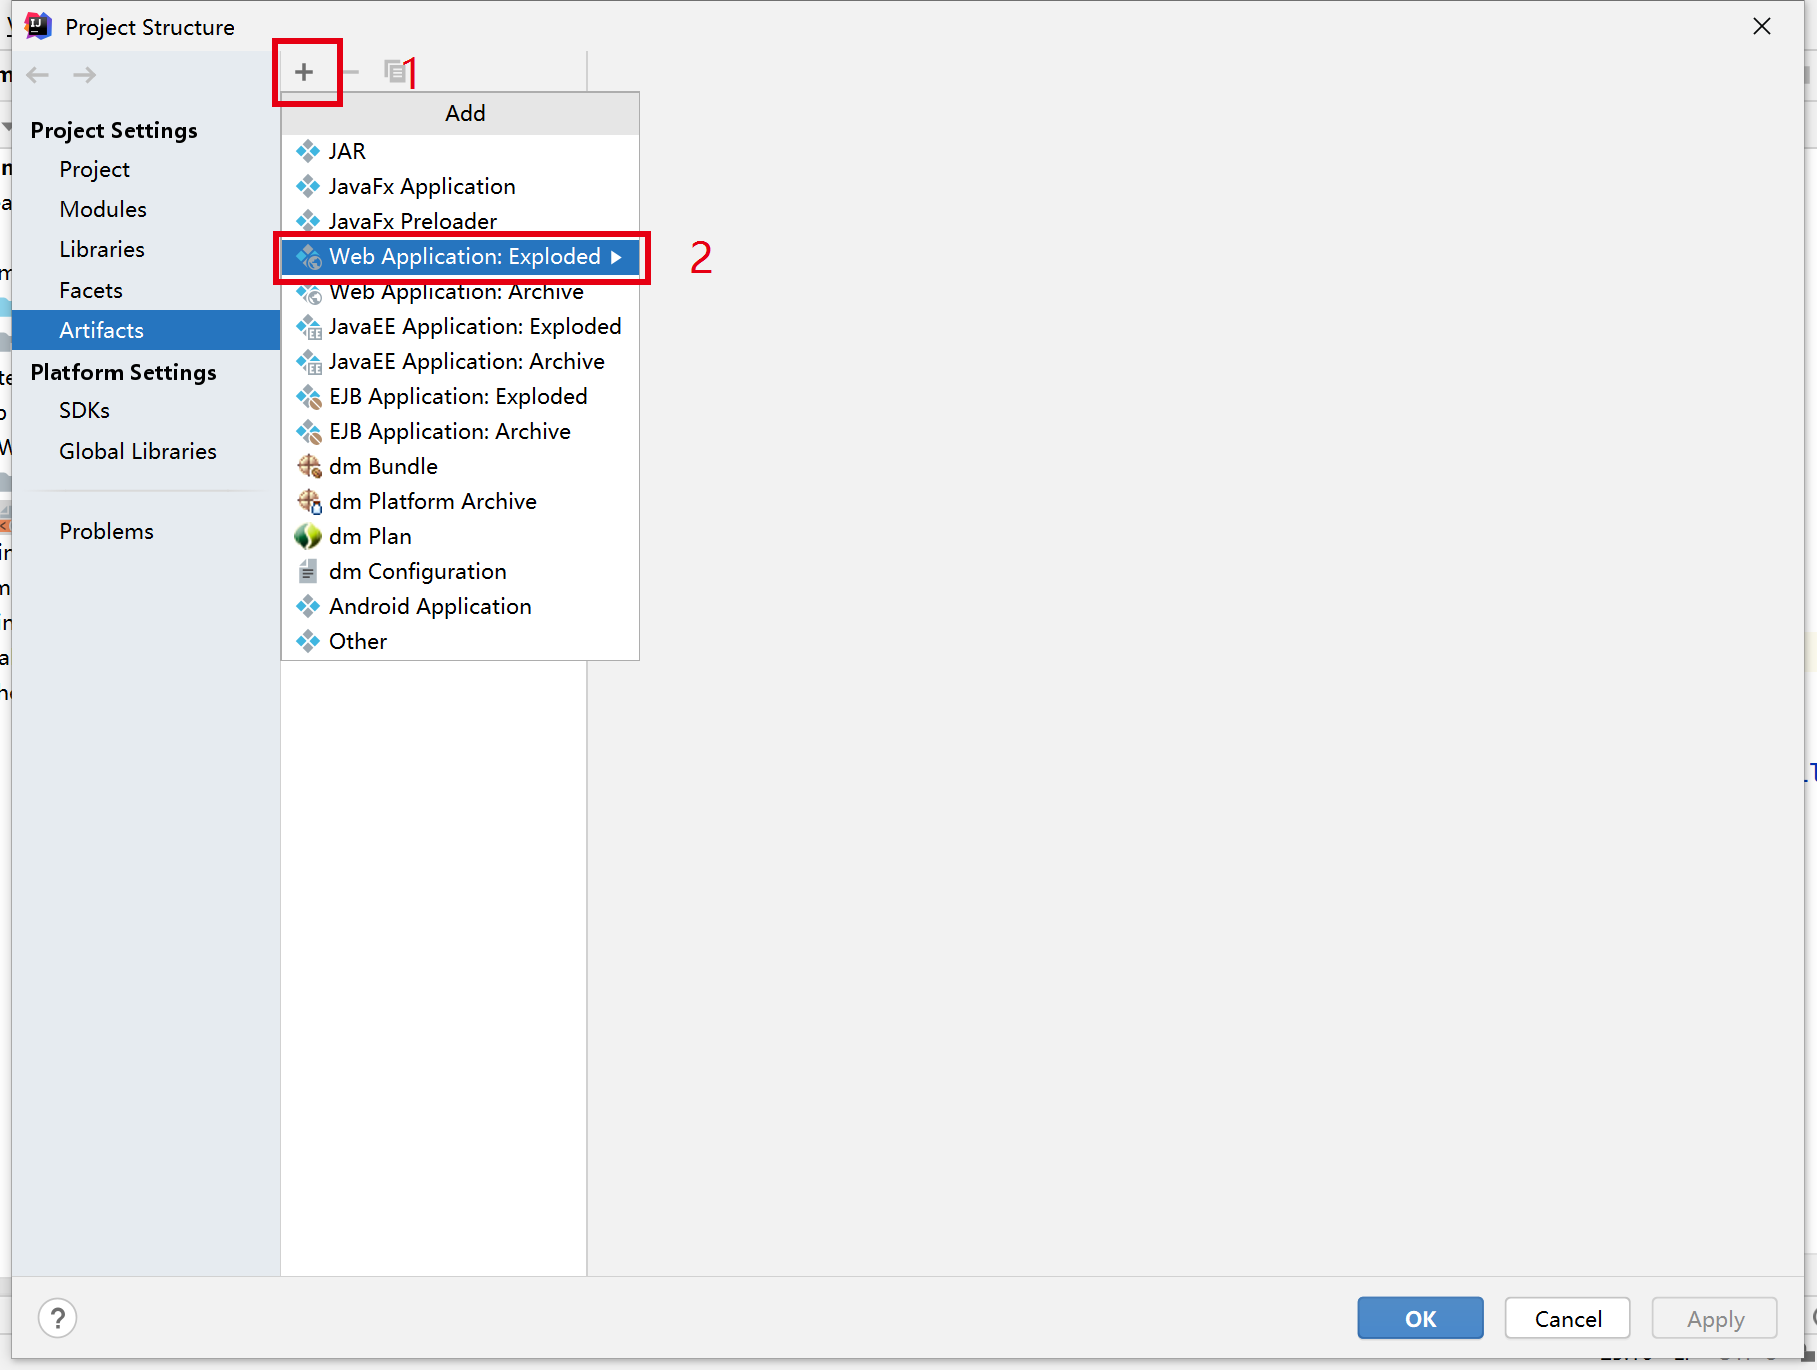 Project Structure
1
Add
Project Settings
Project
Modules
Libraries
Facets
Artifacts
Platform Settings
SDKs
Global Libraries
Problems
JAR
JavaFx Application
JavaFx Preloader
Web Application: Exploded
2
Web Application: Archive
JavaEE Application: Exploded
JavaEE Application: Archive
EJB Application: Exploded
EJB Application: Archive
dm Bundle
dm Platform Archive
dm Plan
dm Configuration
Android Application
Other
?
OK
Cancel
Apply